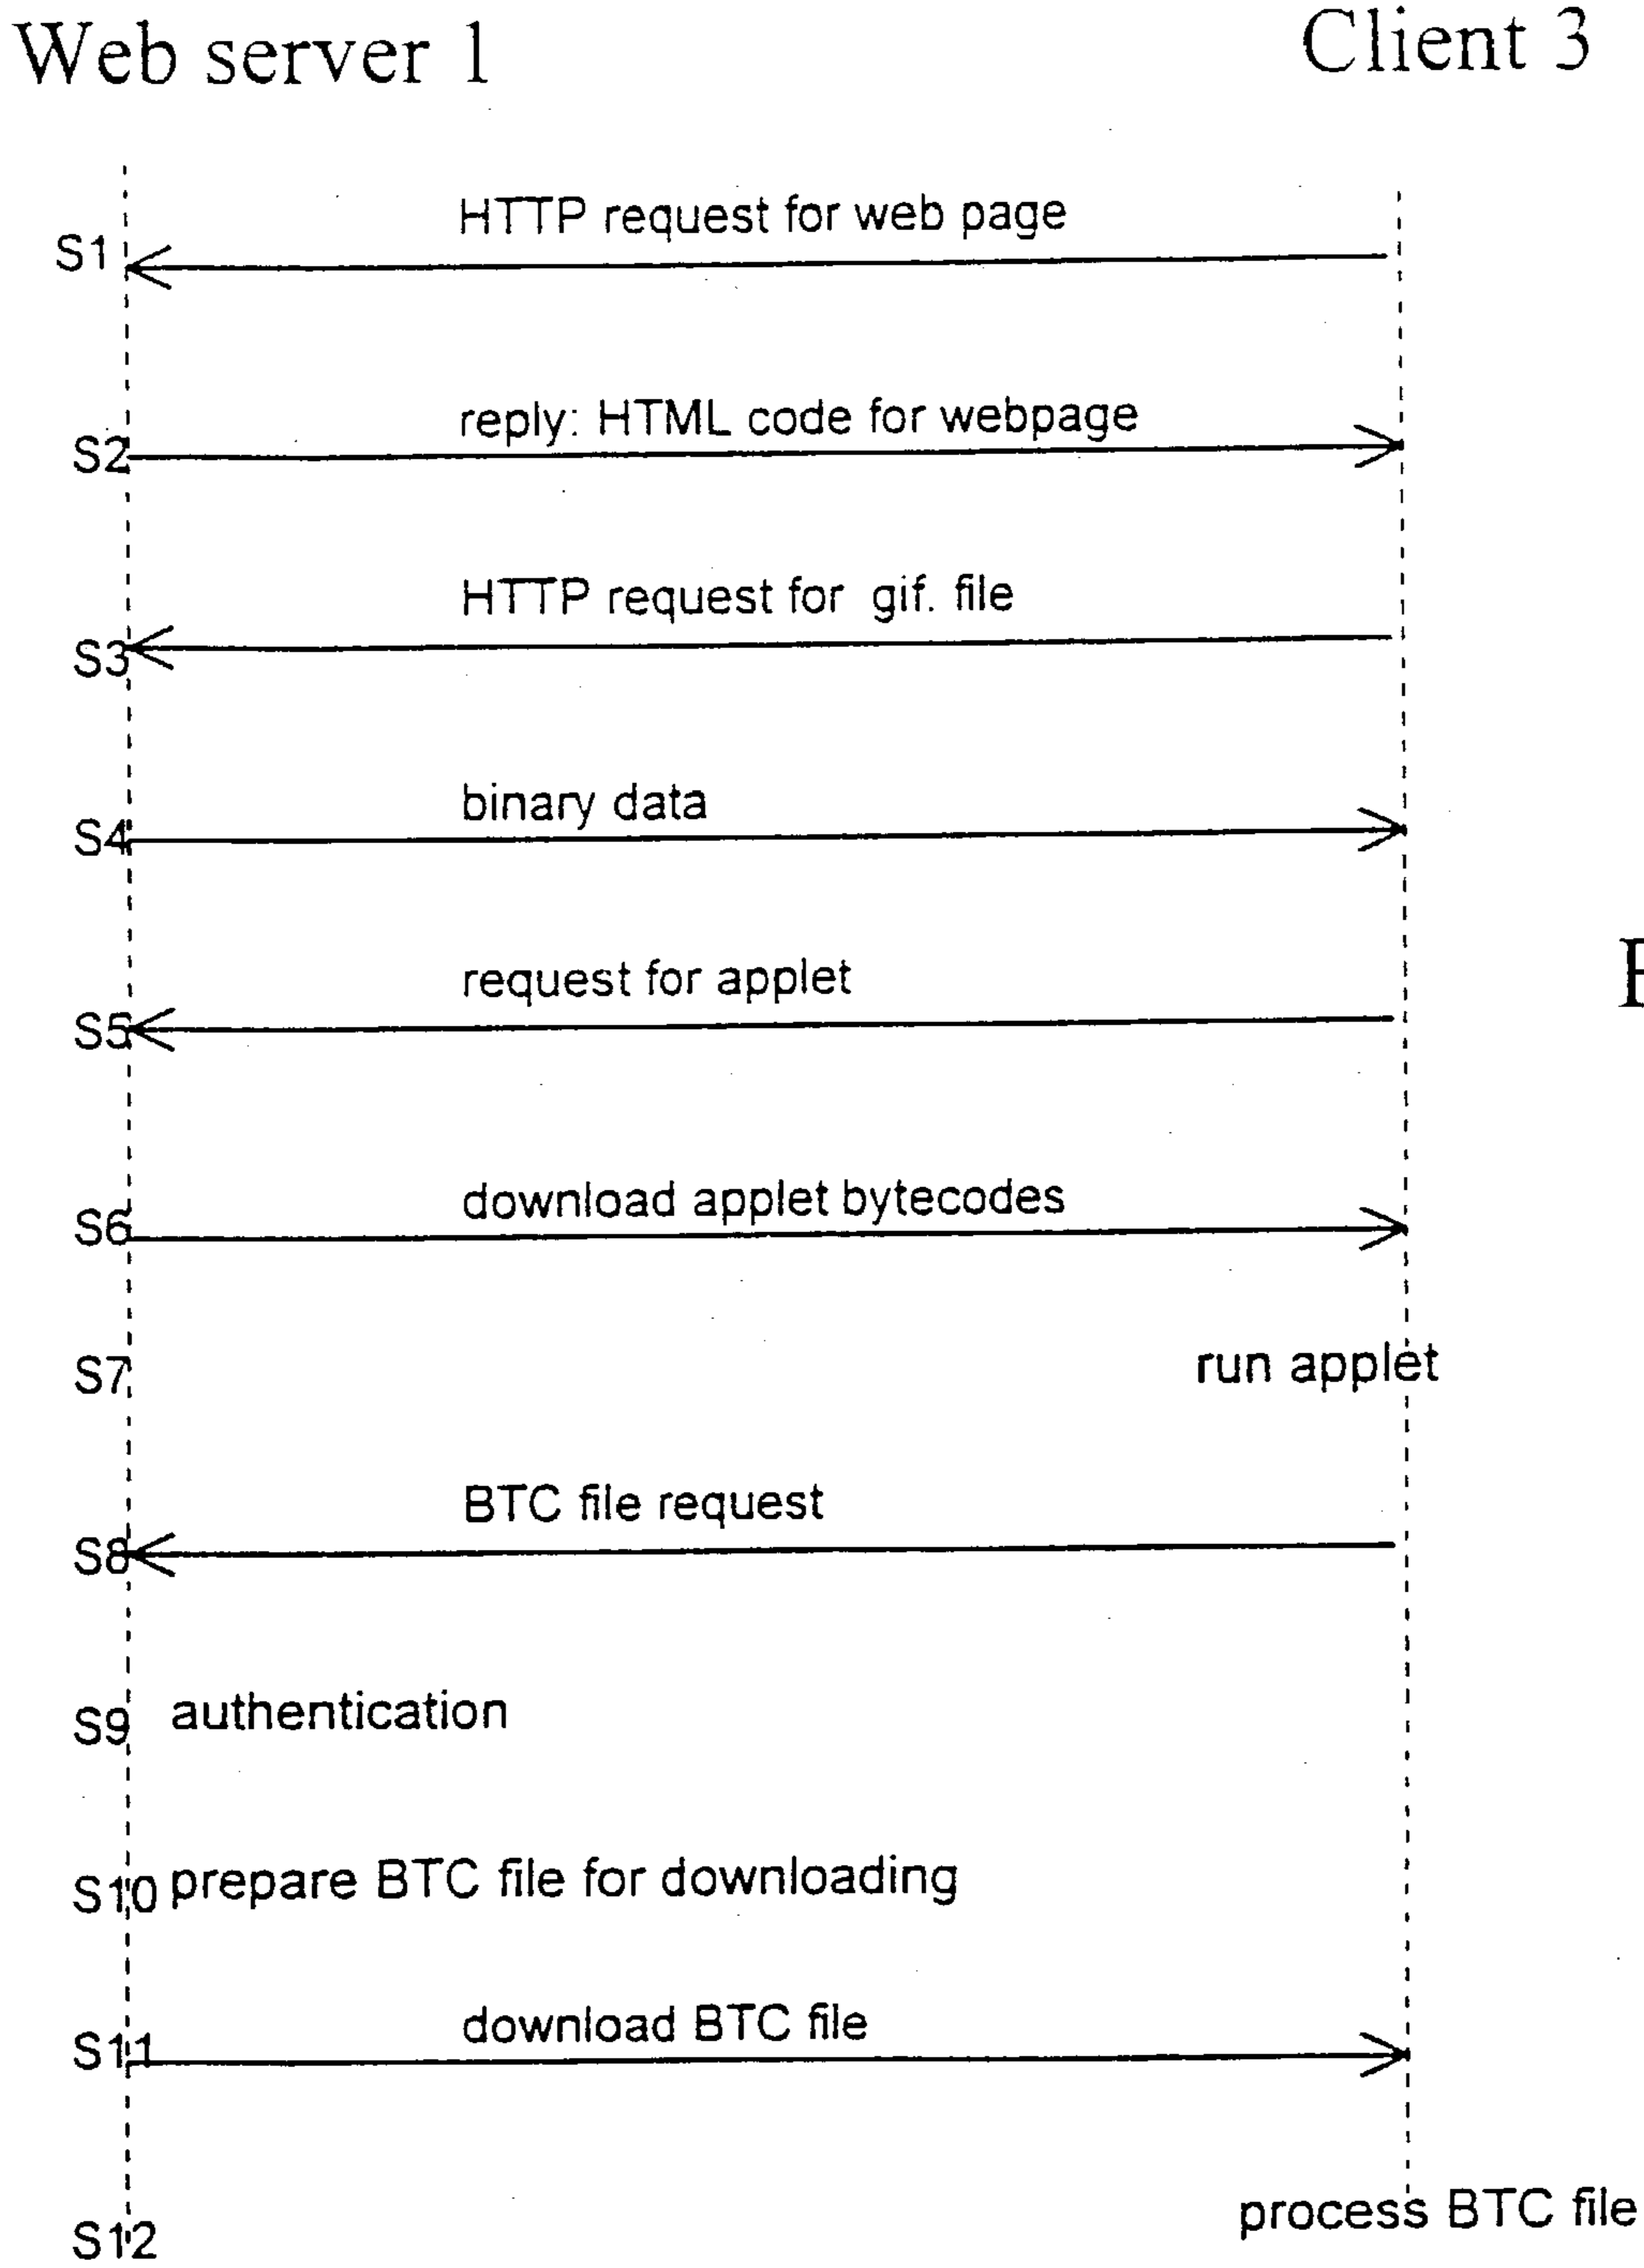 Web server 1
Client 3
HTTP request for web page
S1
reply: HTML code for webpage
S2
HTTP request for gif. file
S3
binary data
S4
request for applet
S5
download applet bytecodes
S6
S7
run applet
BTC file request
S8
S9
authentication
S10
prepare BTC file for downloading
download BTC file
S11
S12
process BTC file